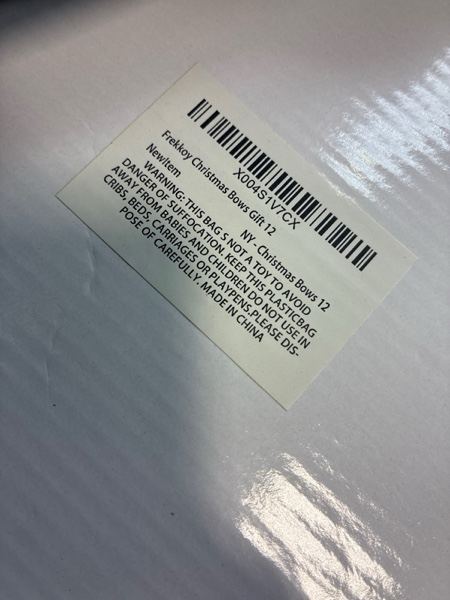 X004S1V7CX
Frekkoy Christmas Bows Gift 12
NY - Christmas Bows 12
NewItem
WARNING: THIS BAG S NOT A TOY TO AVOID
DANGER OF SUFFOCATION KEEP THIS PLASTICBAG
AWAY FROM BABIES AND CHILDREN DO NOT USE IN
CRIBS, BEDS, CARRIAGES OR PLAYPENS,PLEASE DIS-
POSE GF CAREFULLY. MADE IN CHINA